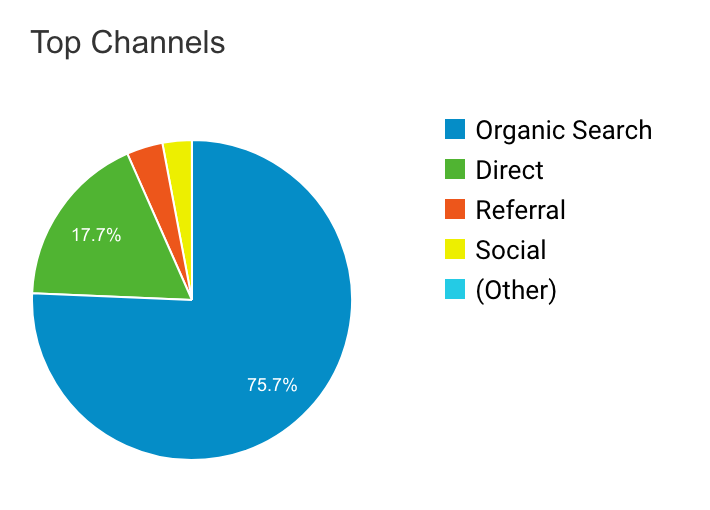 Top Channels
Organic Search
Direct
Referral
Social
(Other)
17.7%
75.7%